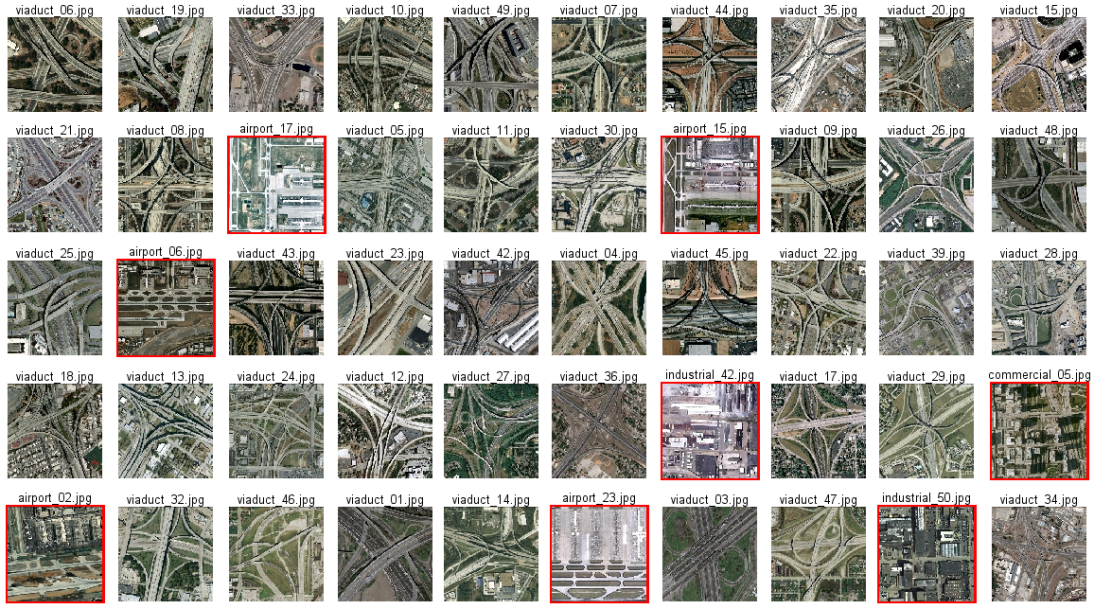 viaduct_06.jpg viaduct_19.jpg viaduct_33.jpg viaduct_10.jpg viaduct_49.jpg viaduct_07.jpg viaduct_44.jpg viaduct_35.jpg viaduct_20.jpg viaduct_15.jpg
viaduct_21.jpg viaduct_08.jpg airport_17.jpg viaduct_05.jpg viaduct_11.jpg viaduct_30.jpg airport_15.jpg viaduct_09.jpg viaduct_26.jpg viaduct_48.jpg
viaduct_25.jpg airport_06.jpg viaduct_43.jpg viaduct_23.jpg viaduct_42.jpg viaduct_04.jpg viaduct_45.jpg viaduct_22.jpg viaduct_39.jpg viaduct_28.jpg
viaduct_18.jpg viaduct_13.jpg viaduct_24.jpg viaduct_12.jpg viaduct_27.jpg viaduct_36.jpg industrial_42.jpg viaduct_17.jpg viaduct_29.jpg commercial_05.jpg
airport_02.jpg viaduct_32.jpg viaduct_46.jpg viaduct_01.jpg viaduct_14.jpg airport_23.jpg viaduct_03.jpg viaduct_47.jpg industrial_50.jpg viaduct_34.jpg